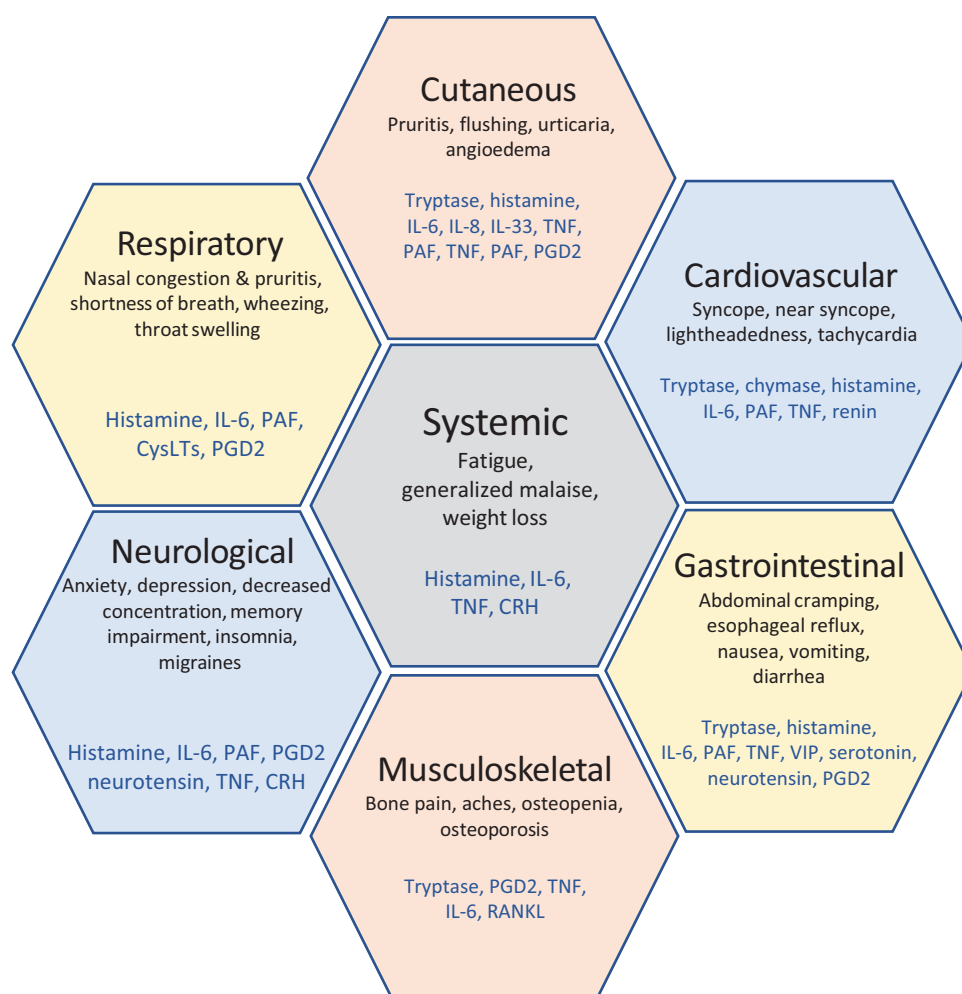 Cutaneous
Pruritis, flushing, urticaria,
angioedema
Tryptase, histamine,
IL-6, IL-8, IL-33, TNF,
PAF, TNF, PAF, PGD2
Respiratory
Nasal congestion & pruritis,
shortness of breath, wheezing,
throat swelling
Histamine, IL-6, PAF,
CysLTs, PGD2
Cardiovascular
Syncope, near syncope,
lightheadedness, tachycardia
Tryptase, chymase, histamine,
IL-6, PAF, TNF, renin
Systemic
Fatigue,
generalized malaise,
weight loss
Histamine, IL-6,
TNF, CRH
Neurological
Anxiety, depression, decreased
concentration, memory
impairment, insomnia,
migraines
Histamine, IL-6, PAF, PGD2
neurotensin, TNF, CRH
Gastrointestinal
Abdominal cramping,
esophageal reflux,
nausea, vomiting,
diarrhea
Tryptase, histamine,
IL-6, PAF, TNF, VIP, serotonin,
neurotensin, PGD2
Musculoskeletal
Bone pain, aches, osteopenia,
osteoporosis
Tryptase, PGD2, TNF,
IL-6, RANKL